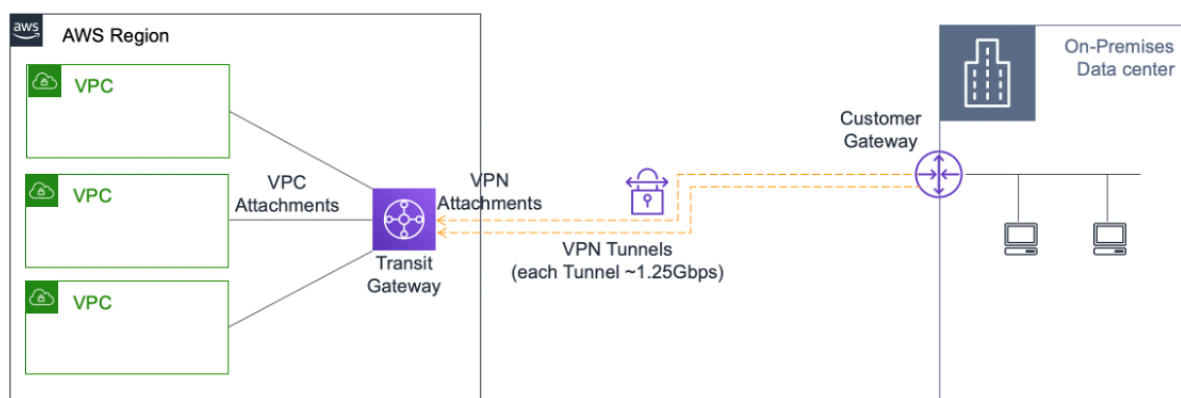 aws
AWS Region
On-Premises
Data center
VPC
Customer
Gateway
VPC
VPC
Attachments
VPN
Attachments
VPN Tunnels
(each Tunnel ~1.25Gbps)
Transit
Gateway
VPC